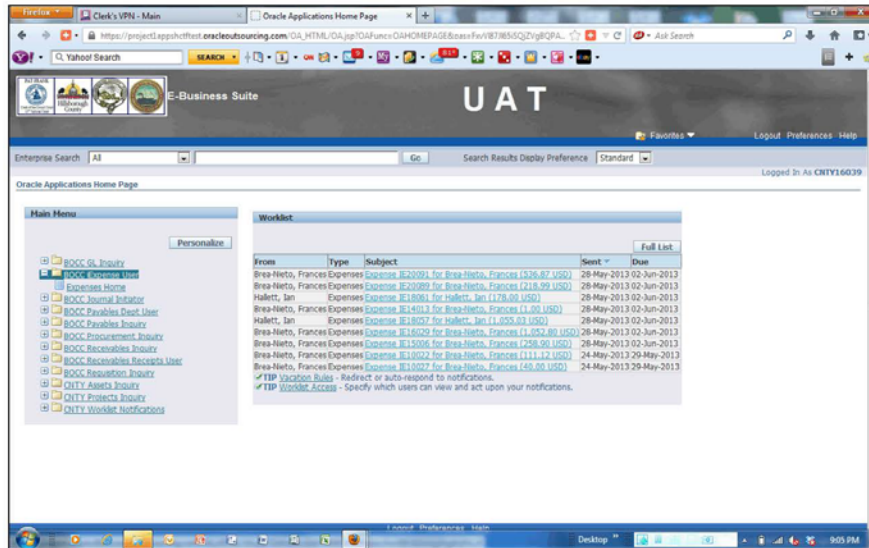 Firefox
Clerk's VPN - Main
Oracle Applications Home Page
https://project1appshctftest.oracleoutsourcing.com/OA_HTML/OA.jsp?OAFunc=OAHOMEPAGE
Ask Search
Yahoo! Search
SEARCH
Hillsborough County
E-Business Suite
UAT
Favorites
Logout Preferences Help
Enterprise Search All Go Search Results Display Preference Standard
Logged In As CNTY16039
Oracle Applications Home Page
Main Menu
Personalize
BOCC GL Inquiry
BOCC Expense User
Expenses Home
BOCC Journal Initiator
BOCC Payables Dept User
BOCC Payables Inquiry
BOCC Procurement Inquiry
BOCC Receivables Inquiry
BOCC Receivables Receipts User
BOCC Requisition Inquiry
CNTY Assets Inquiry
CNTY Projects Inquiry
CNTY Worklist Notifications
Worklist
Full List
From Type Subject Sent Due
Brea-Nieto, Frances Expenses Expense IE20091 for Brea-Nieto, Frances (536.87 USD) 28-May-2013 02-Jun-2013
Brea-Nieto, Frances Expenses Expense IE20089 for Brea-Nieto, Frances (218.99 USD) 28-May-2013 02-Jun-2013
Hallett, Ian Expenses Expense IE18061 for Hallett, Ian (178.00 USD) 28-May-2013 02-Jun-2013
Brea-Nieto, Frances Expenses Expense IE14013 for Brea-Nieto, Frances (1.00 USD) 28-May-2013 02-Jun-2013
Hallett, Ian Expenses Expense IE18057 for Hallett, Ian (1,055.03 USD) 28-May-2013 02-Jun-2013
Brea-Nieto, Frances Expenses Expense IE16029 for Brea-Nieto, Frances (1,052.80 USD) 28-May-2013 02-Jun-2013
Brea-Nieto, Frances Expenses Expense IE15006 for Brea-Nieto, Frances (258.90 USD) 28-May-2013 02-Jun-2013
Brea-Nieto, Frances Expenses Expense IE10022 for Brea-Nieto, Frances (111.12 USD) 24-May-2013 29-May-2013
Brea-Nieto, Frances Expenses Expense IE10027 for Brea-Nieto, Frances (40.00 USD) 24-May-2013 29-May-2013
TIP Vacation Rules - Redirect or auto-respond to notifications.
TIP Worklist Access - Specify which users can view and act upon your notifications.
Logout Preferences Help
Desktop
9:05 PM